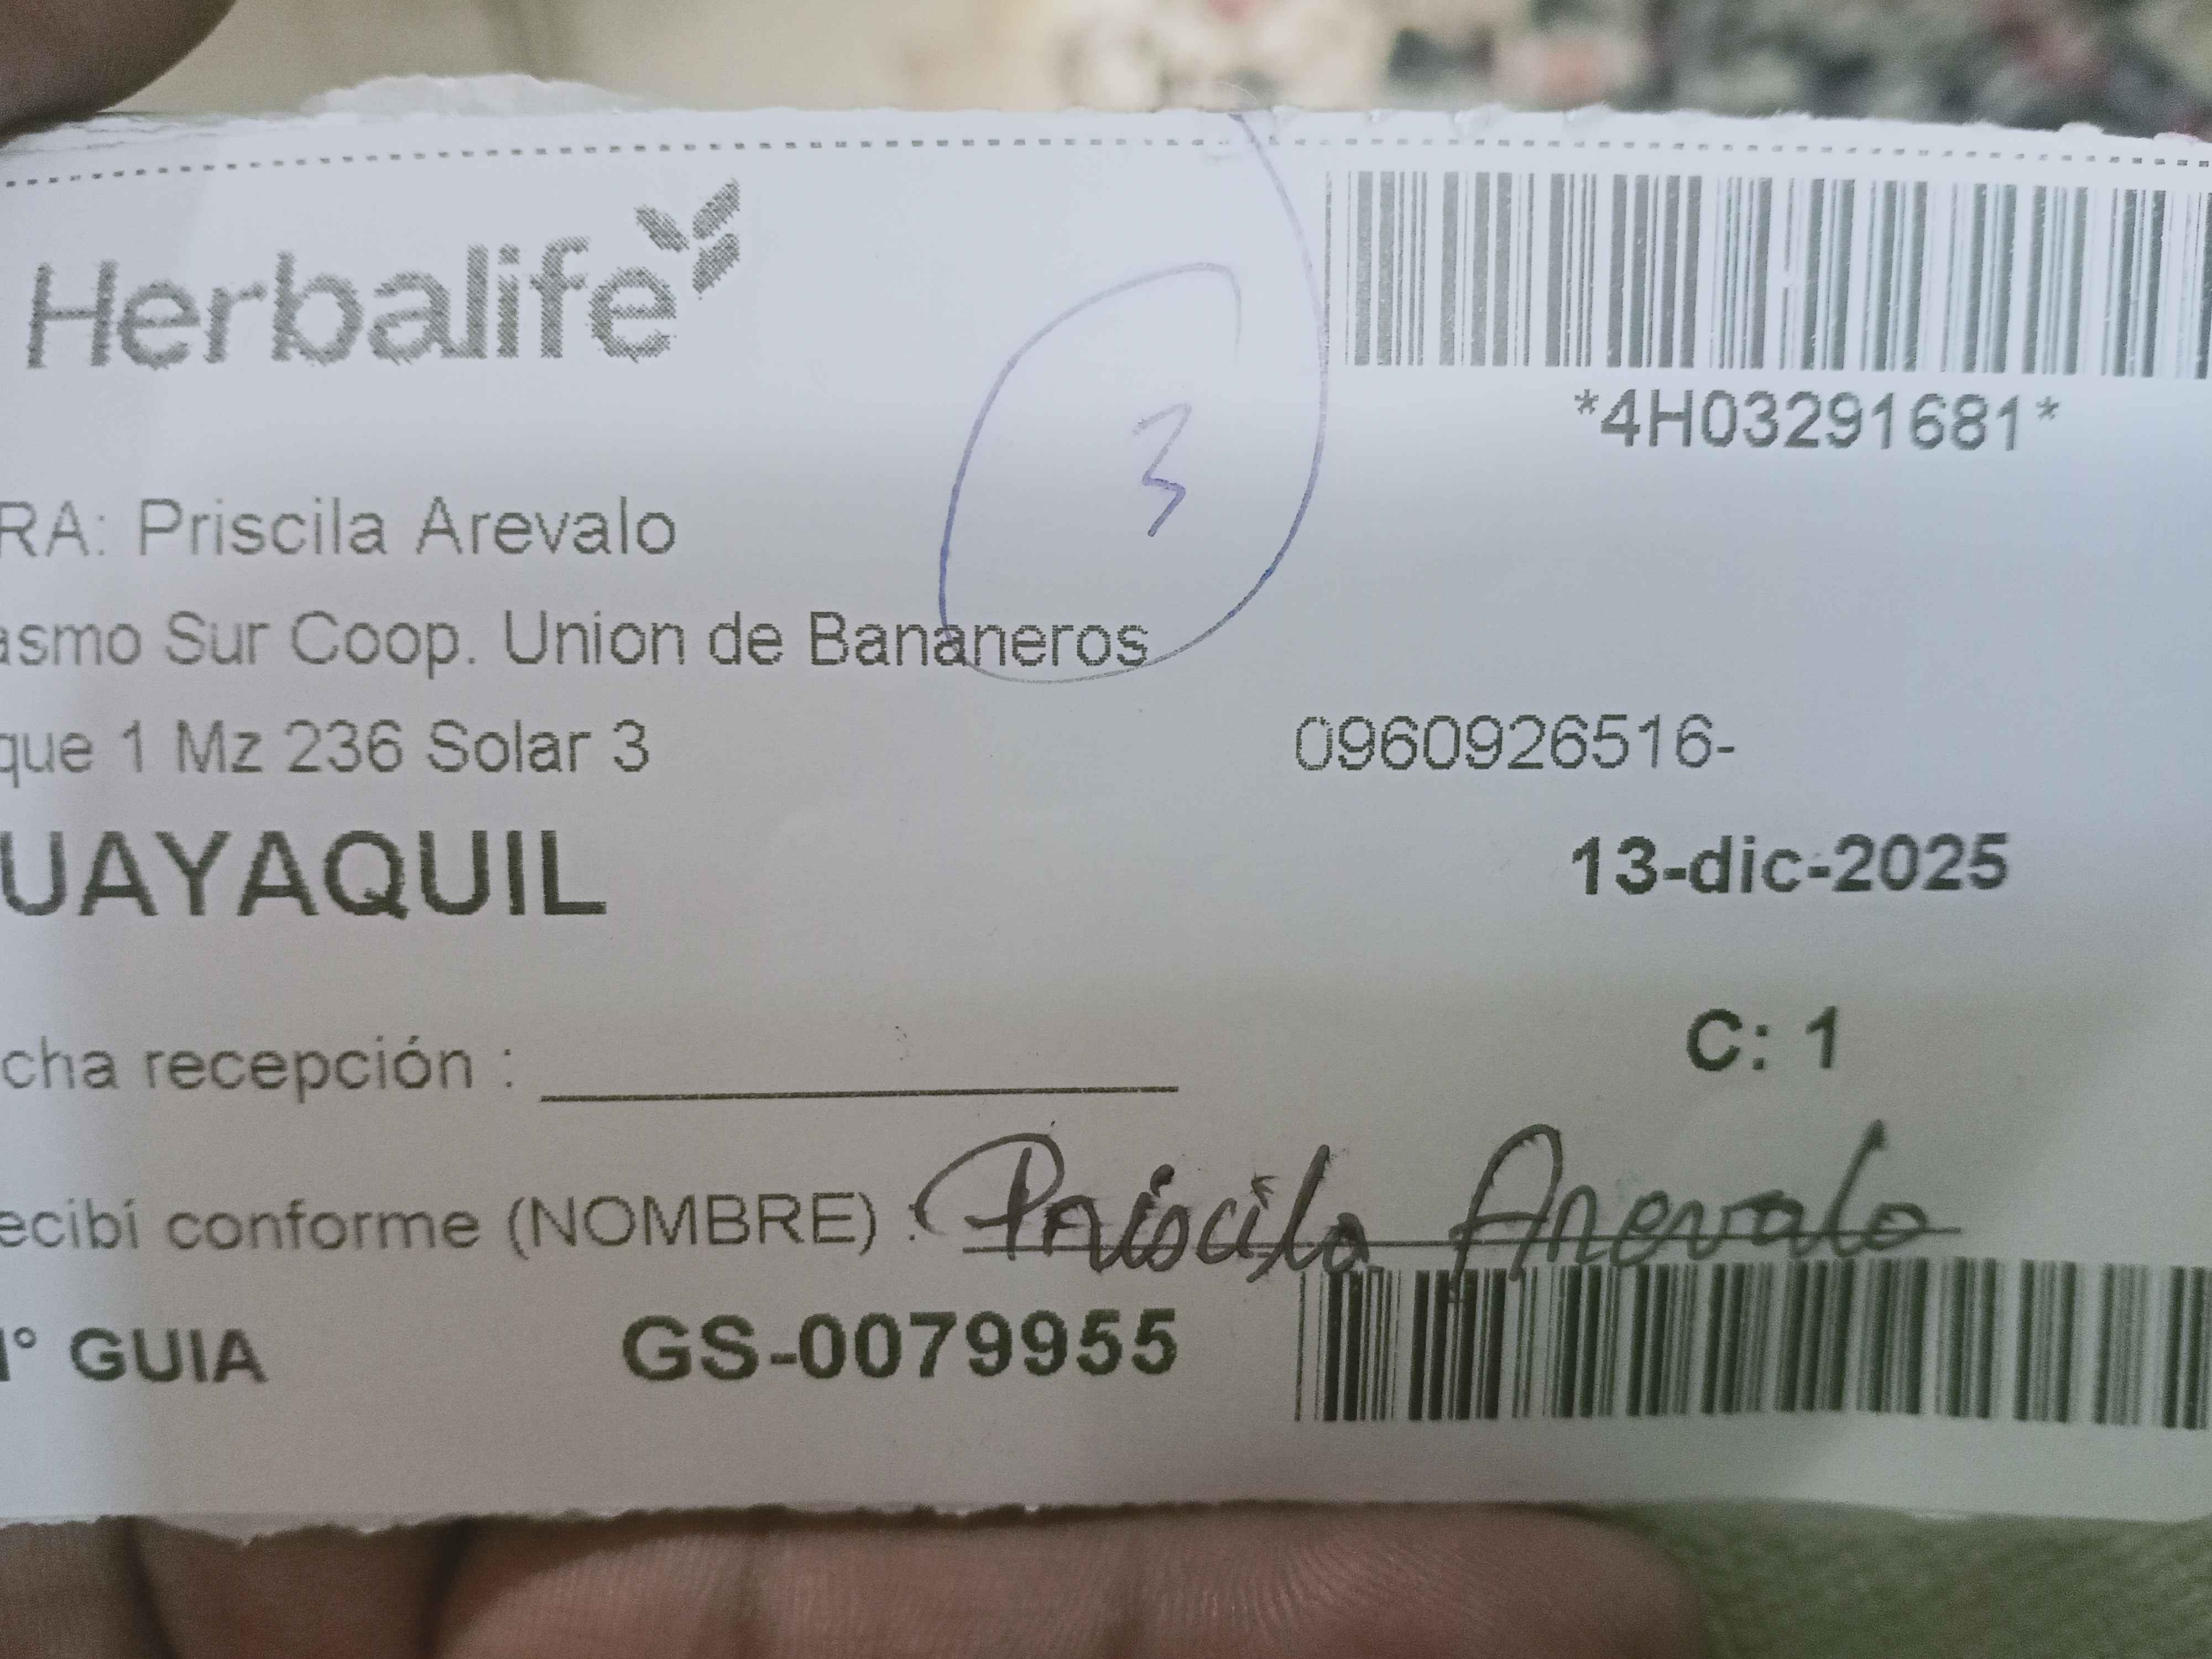 Herbalife
3
*4H03291681*
RA: Priscila Arevalo
asmo Sur Coop. Union de Bananeros
que 1 Mz 236 Solar 3 0960926516-
UAYAQUIL 13-dic-2025
C: 1
cha recepción :
ecibí conforme (NOMBRE) : Priscila Arevalo
N° GUIA GS-0079955